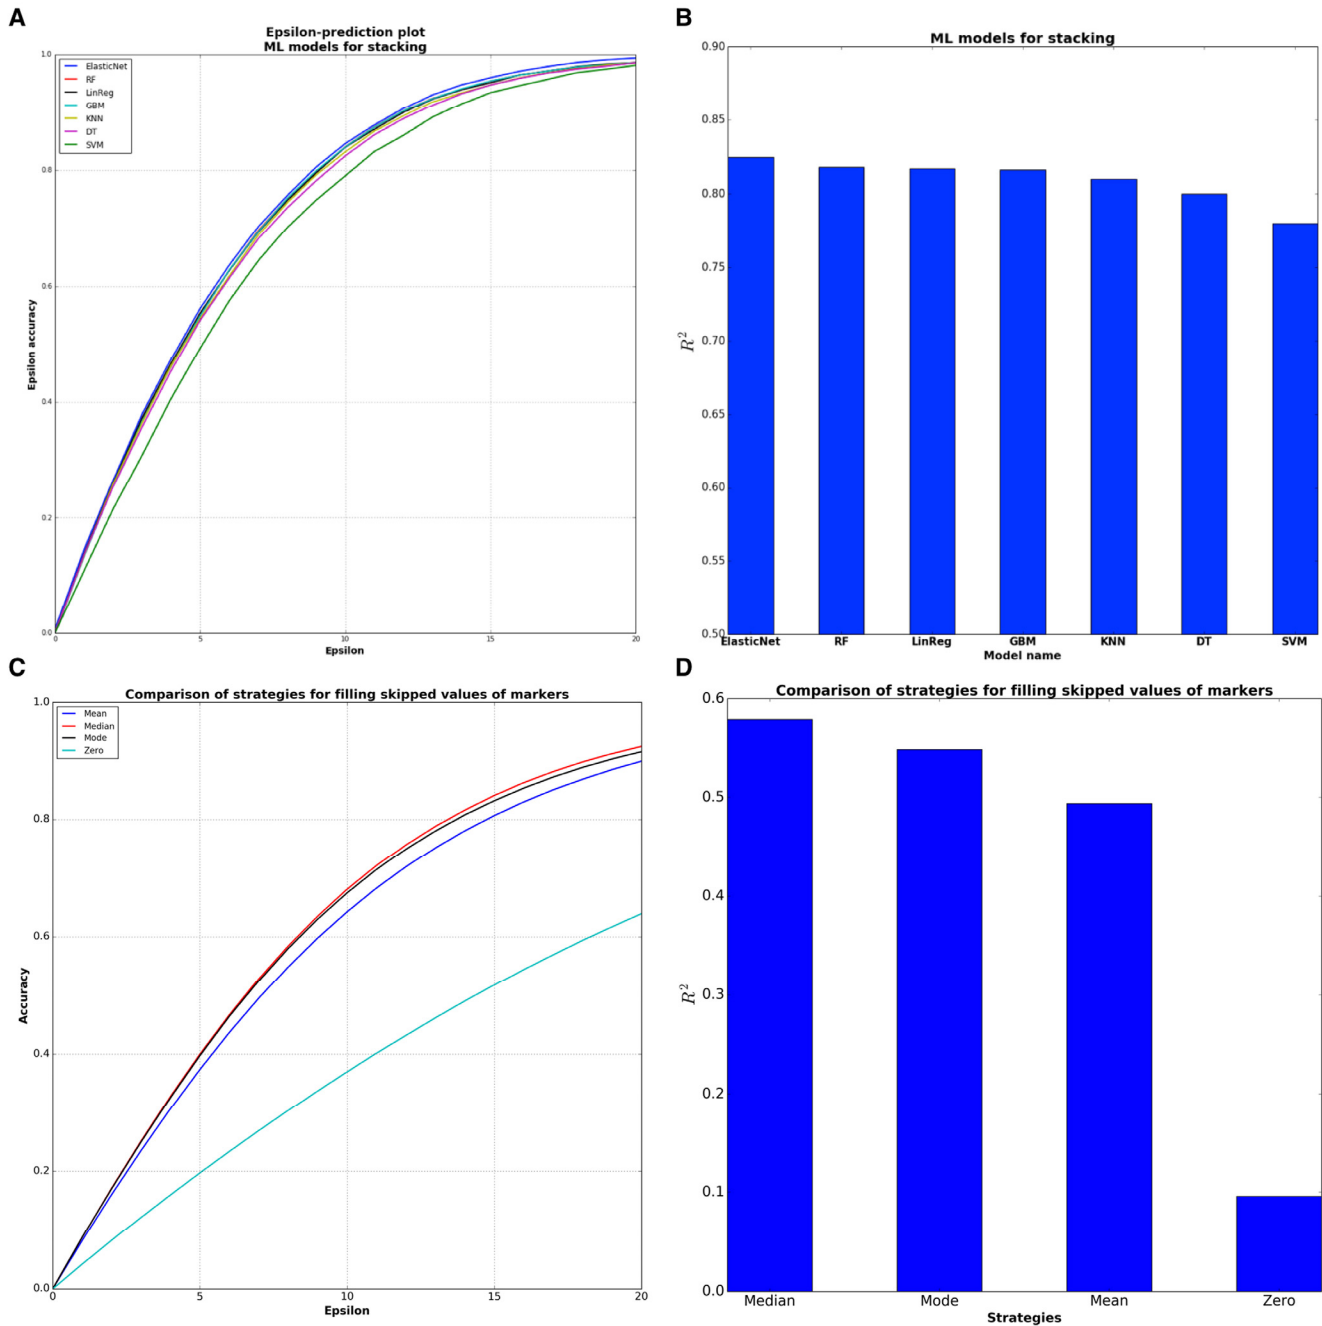 A
Epsilon-prediction plot
ML models for stacking
1.0
0.8
0.6
0.4
0.2
0.0
ElasticNet
RF
LinReg
GBM
KNN
DT
SVM
Epsilon accuracy
0
5
10
15
20
Epsilon
B
ML models for stacking
0.90
0.85
0.80
0.75
0.70
0.65
0.60
0.55
0.50
R²
ElasticNet
RF
LinReg
GBM
KNN
DT
SVM
Model name
C
Comparison of strategies for filling skipped values of markers
1.0
0.8
0.6
0.4
0.2
0.0
Mean
Median
Mode
Zero
Accuracy
0
5
10
15
20
Epsilon
D
Comparison of strategies for filling skipped values of markers
0.6
0.5
0.4
0.3
0.2
0.1
0.0
R²
Median
Mode
Mean
Zero
Strategies